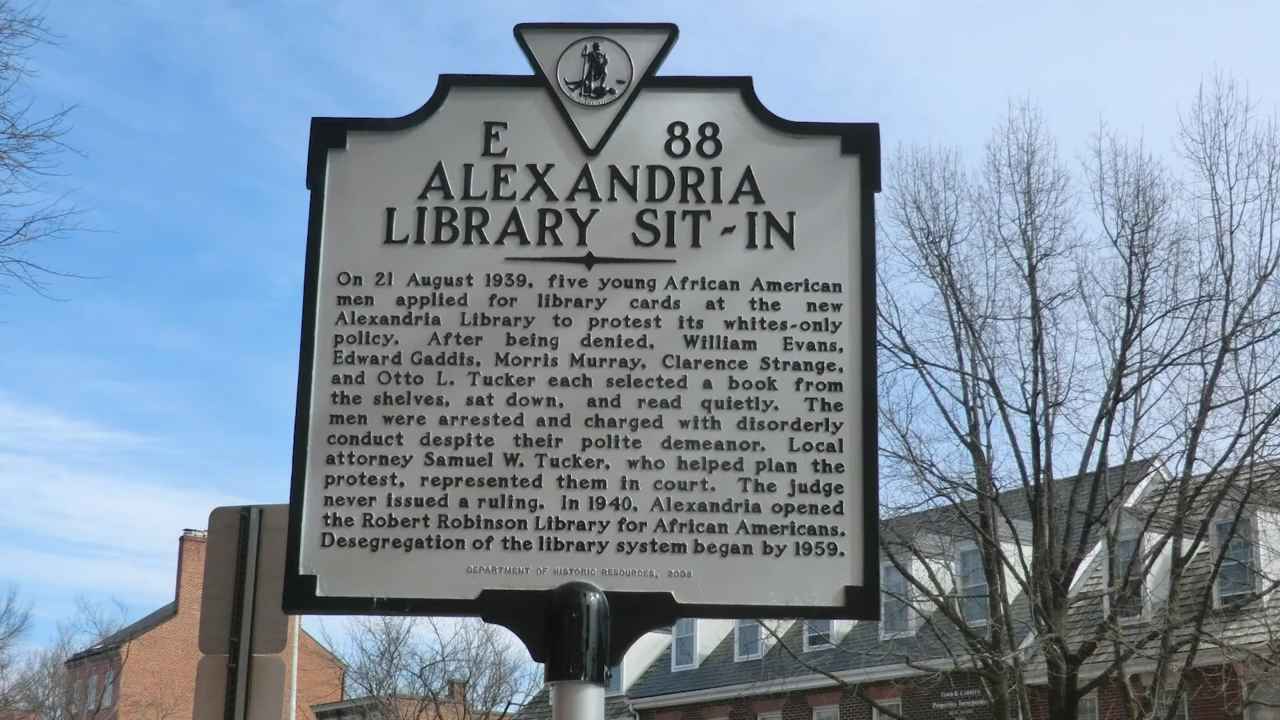 E 88
ALEXANDRIA
LIBRARY SIT-IN
On 21 August 1939, five young African American
men applied for library cards at the new
Alexandria Library to protest its whites-only
policy. After being denied, William Evans,
Edward Gaddis, Morris Murray, Clarence Strange,
and Otto L. Tucker each selected a book from
the shelves, sat down, and read quietly. The
men were arrested and charged with disorderly
conduct despite their polite demeanor. Local
attorney Samuel W. Tucker, who helped plan the
protest, represented them in court. The judge
never issued a ruling. In 1940, Alexandria opened
the Robert Robinson Library for African Americans.
Desegregation of the library system began by 1959.
DEPARTMENT OF HISTORIC RESOURCES, 2008
Town & Country
Properties Incorporated